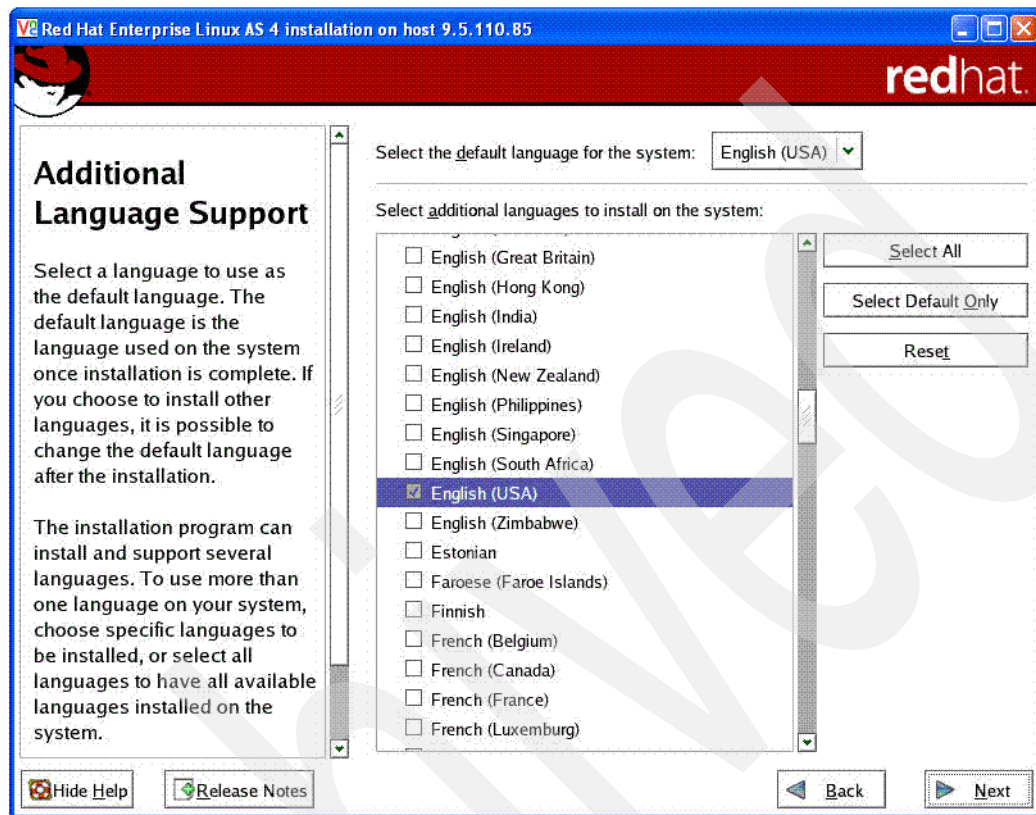 Red Hat Enterprise Linux AS 4 installation on host 9.5.110.85
redhat.
Additional
Language Support
Select a language to use as
the default language. The
default language is the
language used on the system
once installation is complete. If
you choose to install other
languages, it is possible to
change the default language
after the installation.
The installation program can
install and support several
languages. To use more than
one language on your system,
choose specific languages to
be installed, or select all
languages to have all available
languages installed on the
system.
Select the default language for the system: English (USA)
Select additional languages to install on the system:
English (Great Britain)
English (Hong Kong)
English (India)
English (Ireland)
English (New Zealand)
English (Philippines)
English (Singapore)
English (South Africa)
English (USA)
English (Zimbabwe)
Estonian
Faroese (Faroe Islands)
Finnish
French (Belgium)
French (Canada)
French (France)
French (Luxemburg)
Select All
Select Default Only
Reset
Hide Help
Release Notes
Back
Next